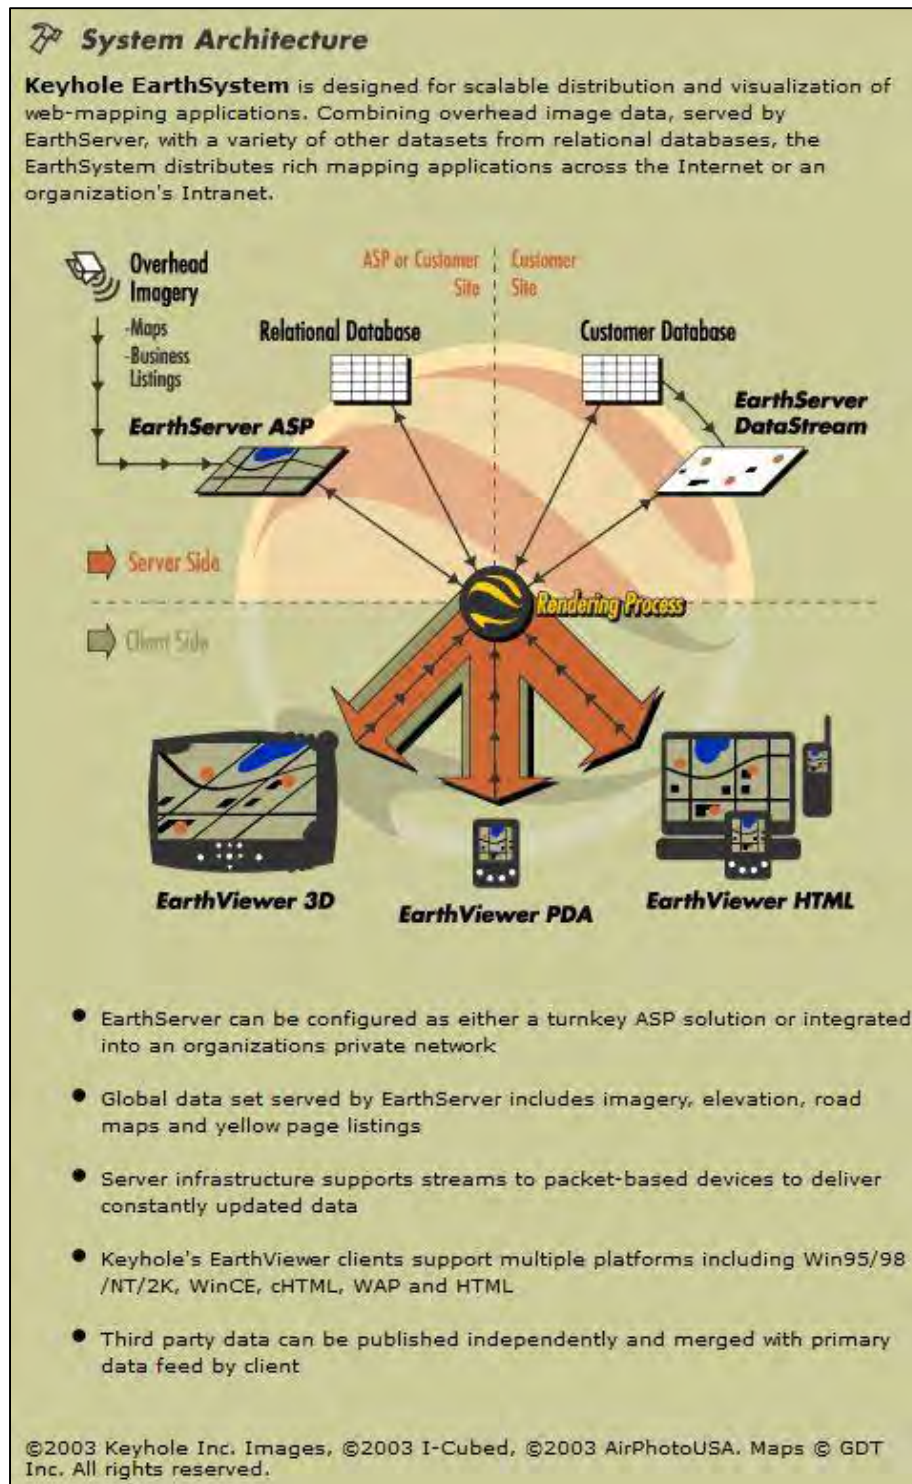 System Architecture
Keyhole EarthSystem is designed for scalable distribution and visualization of
web-mapping applications. Combining overhead image data, served by
EarthServer, with a variety of other datasets from relational databases, the
EarthSystem distributes rich mapping applications across the Internet or an
organization's Intranet.
Overhead
Imagery
-Maps
-Business
Listings
ASP or Customer
Site
Customer
Site
Relational Database
Customer Database
EarthServer ASP
EarthServer
DataStream
Server Side
Rendering Process
Client Side
EarthViewer 3D
EarthViewer PDA
EarthViewer HTML
• EarthServer can be configured as either a turnkey ASP solution or integrated
into an organizations private network
• Global data set served by EarthServer includes imagery, elevation, road
maps and yellow page listings
• Server infrastructure supports streams to packet-based devices to deliver
constantly updated data
• Keyhole's EarthViewer clients support multiple platforms including Win95/98
/NT/2K, WinCE, cHTML, WAP and HTML
• Third party data can be published independently and merged with primary
data feed by client
©2003 Keyhole Inc. Images, ©2003 I-Cubed, ©2003 AirPhotoUSA. Maps © GDT
Inc. All rights reserved.